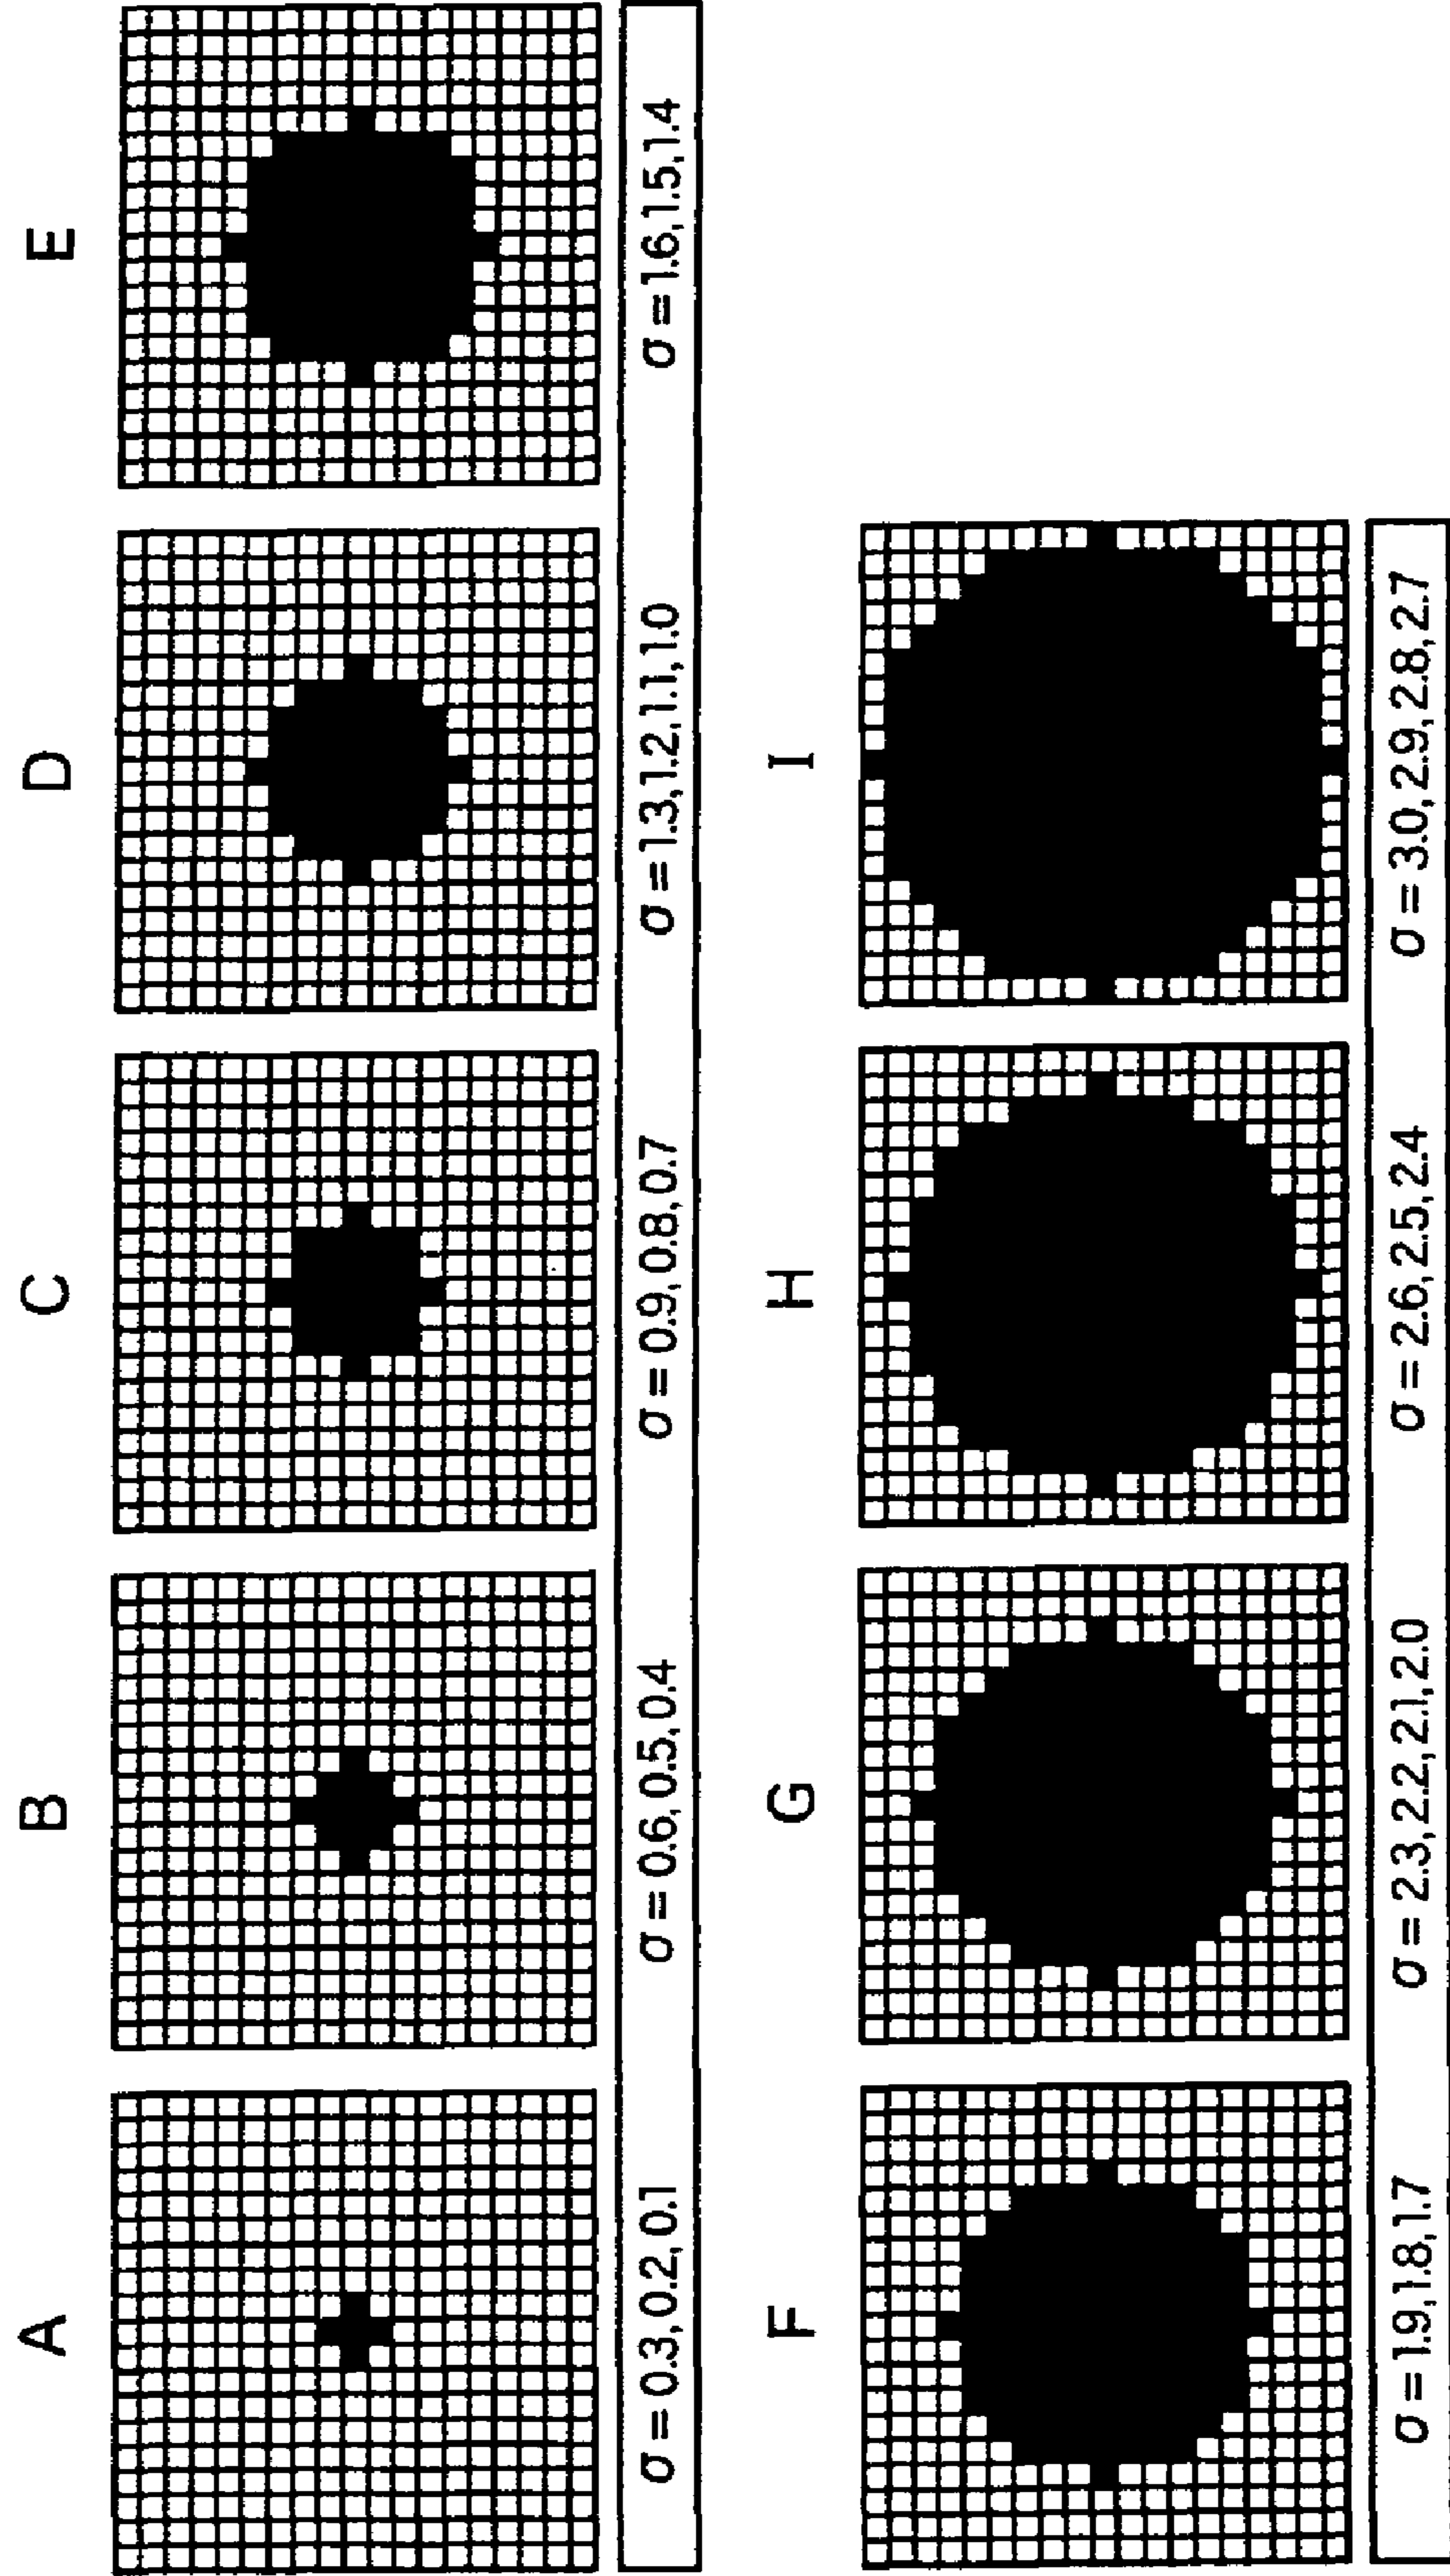 A B C D E
σ = 0.3, 0.2, 0.1 σ = 0.6, 0.5, 0.4 σ = 0.9, 0.8, 0.7 σ = 1.3, 1.2, 1.1, 1.0 σ = 1.6, 1.5, 1.4
F G H I
σ = 1.9, 1.8, 1.7 σ = 2.3, 2.2, 2.1, 2.0 σ = 2.6, 2.5, 2.4 σ = 3.0, 2.9, 2.8, 2.7